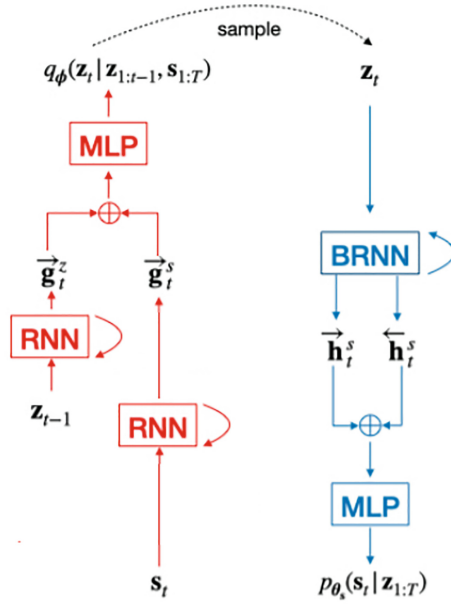 sample
q_ϕ(𝐳_t | 𝐳_{1:t−1}, 𝐬_{1:T})
𝐳_t
MLP
⊕
BRNN
→𝐠_t^z →𝐠_t^s
RNN
→𝐡_t^s ←𝐡_t^s
𝐳_{t−1}
RNN
⊕
MLP
𝐬_t
p_{θ_s}(𝐬_t | 𝐳_{1:T})